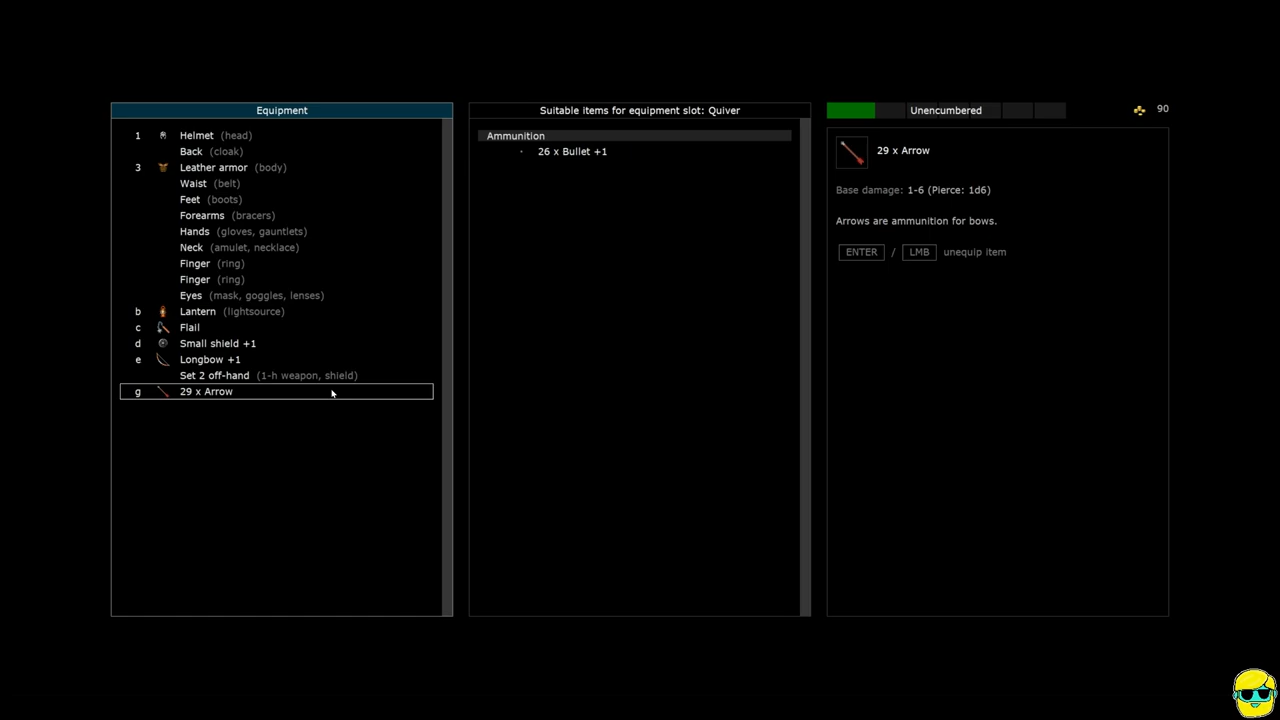 Equipment
1 Helmet (head)
Back (cloak)
3 Leather armor (body)
Waist (belt)
Feet (boots)
Forearms (bracers)
Hands (gloves, gauntlets)
Neck (amulet, necklace)
Finger (ring)
Finger (ring)
Eyes (mask, goggles, lenses)
b Lantern (lightsource)
c Flail
d Small shield +1
e Longbow +1
Set 2 off-hand (1-h weapon, shield)
g 29 x Arrow
Suitable items for equipment slot: Quiver
Ammunition
26 x Bullet +1
Unencumbered 90
29 x Arrow
Base damage: 1-6 (Pierce: 1d6)
Arrows are ammunition for bows.
ENTER / LMB unequip item